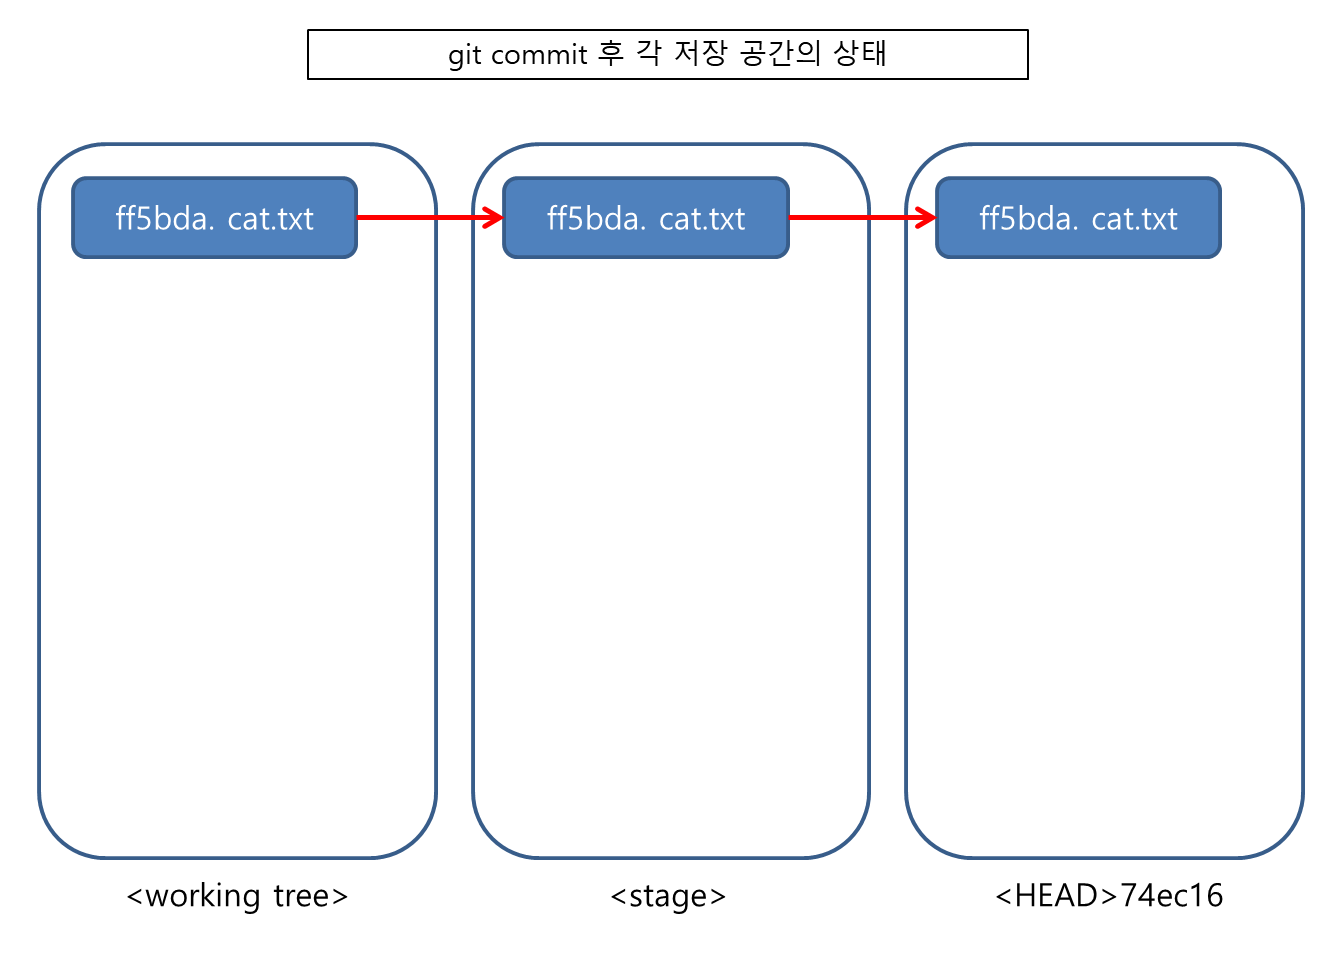 git commit 후 각 저장 공간의 상태
ff5bda. cat.txt
ff5bda. cat.txt
ff5bda. cat.txt
<working tree>
<stage>
<HEAD>74ec16